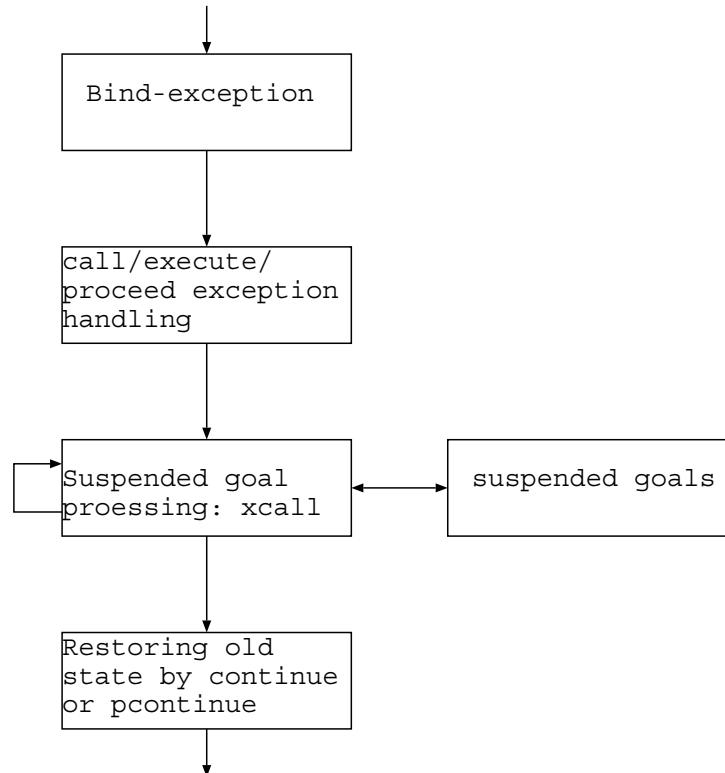 Bind-exception
call/execute/
proceed exception
handling
Suspended goal
proessing: xcall
suspended goals
Restoring old
state by continue
or pcontinue